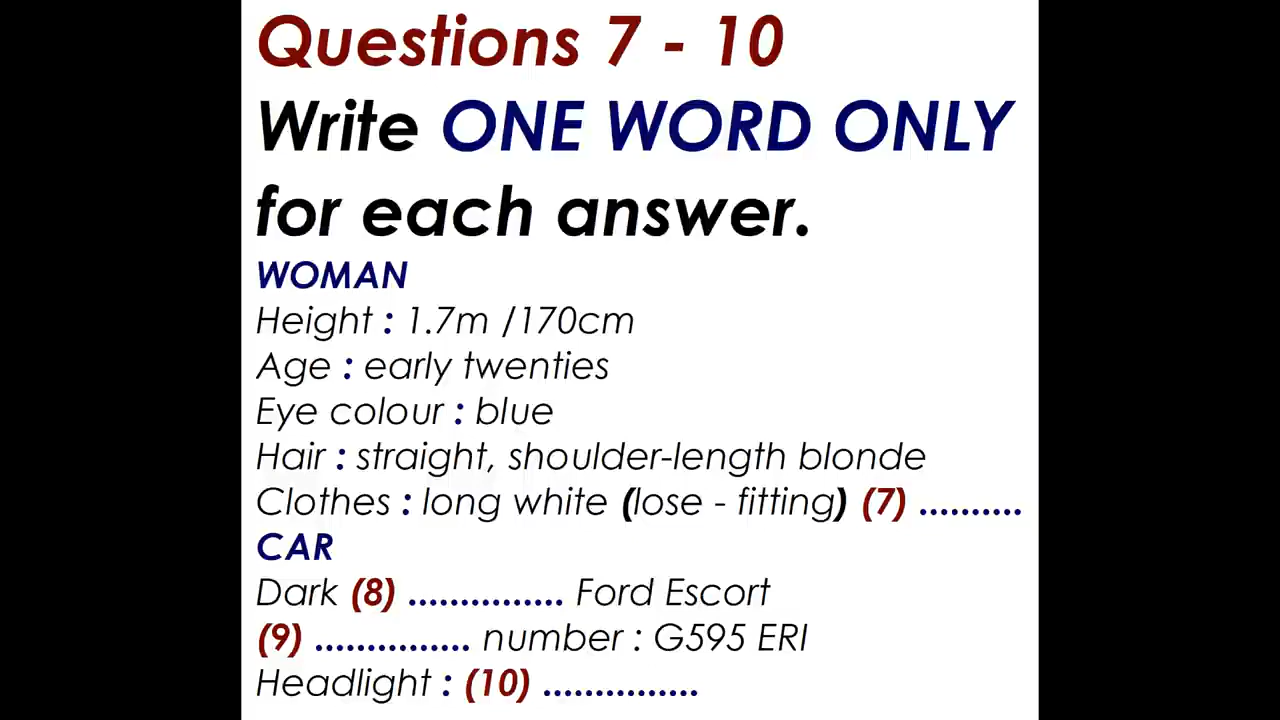 Questions 7 - 10
Write ONE WORD ONLY
for each answer.
WOMAN
Height : 1.7m /170cm
Age : early twenties
Eye colour : blue
Hair : straight, shoulder-length blonde
Clothes : long white (lose - fitting) (7) ..........
CAR
Dark (8) ............... Ford Escort
(9) ............... number : G595 ERI
Headlight : (10) ...............